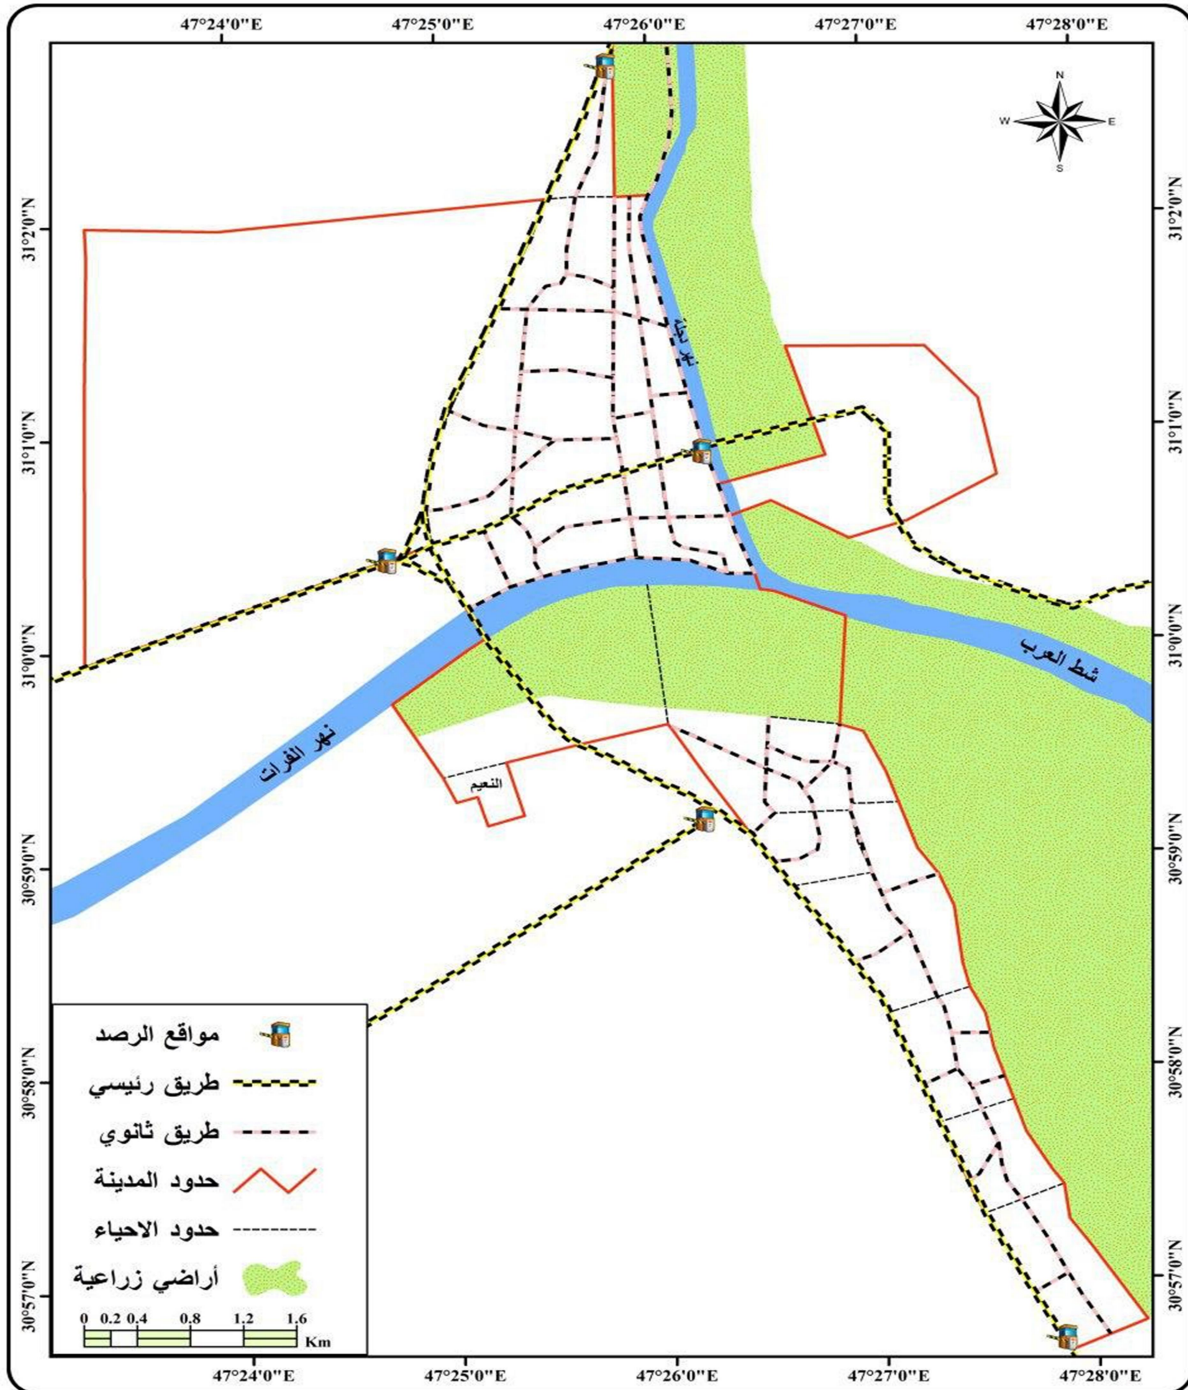 47°24'0"E
47°25'0"E
47°26'0"E
47°27'0"E
47°28'0"E
N
W
E
S
31°2'0"N
31°2'0"N
نهر دجلة
31°1'0"N
31°1'0"N
31°0'0"N
31°0'0"N
شط العرب
نهر الفرات
النعيم
30°59'0"N
30°59'0"N
مواقع الرصد
طريق رئيسي
طريق ثانوي
حدود المدينة
حدود الاحياء
أراضي زراعية
0 0.2 0.4 0.8 1.2 1.6
Km
30°58'0"N
30°58'0"N
30°57'0"N
30°57'0"N
47°24'0"E
47°25'0"E
47°26'0"E
47°27'0"E
47°28'0"E